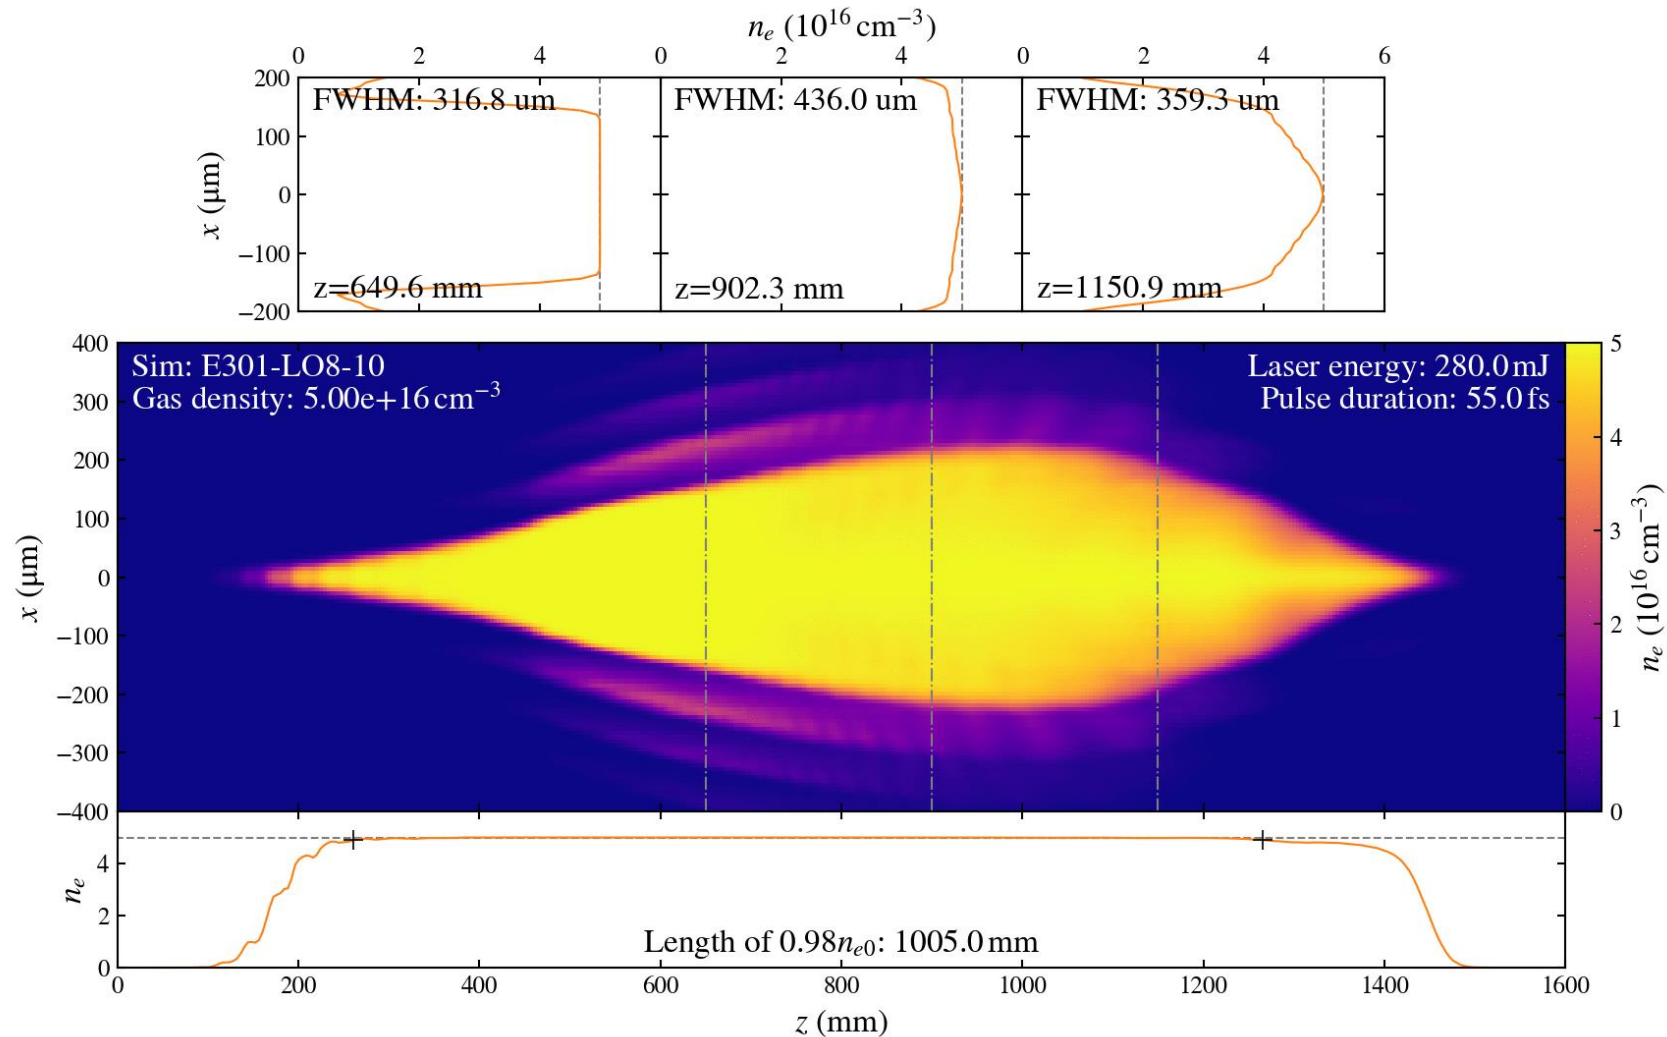 n_e (10^16 cm^−3)
0 2 4 0 2 4 0 2 4 6
200
100
0
−100
−200
x (μm)
FWHM: 316.8 um
z=649.6 mm
FWHM: 436.0 um
z=902.3 mm
FWHM: 359.3 um
z=1150.9 mm
400
300
200
100
0
−100
−200
−300
−400
x (μm)
Sim: E301-LO8-10
Gas density: 5.00e+16 cm^−3
Laser energy: 280.0 mJ
Pulse duration: 55.0 fs
5
4
3
2
1
0
n_e (10^16 cm^−3)
4
2
0
n_e
Length of 0.98n_e0: 1005.0 mm
0 200 400 600 800 1000 1200 1400 1600
z (mm)